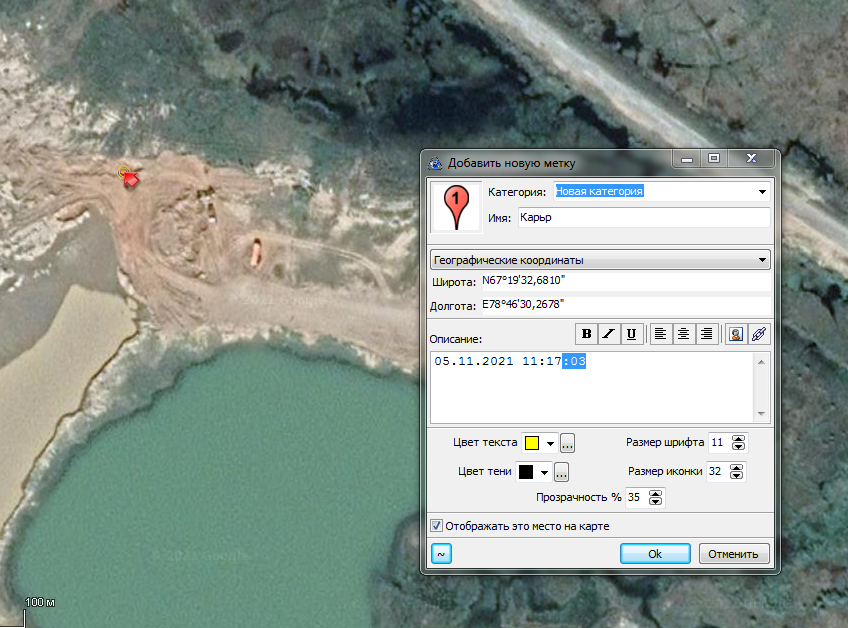 Добавить новую метку
1
Категория: Новая категория
Имя: Карьр
Географические координаты
Широта: N67°19'32,6810"
Долгота: E78°46'30,2678"
Описание: B I U
05.11.2021 11:17:03
Цвет текста ... Размер шрифта 11
Цвет тени ... Размер иконки 32
Прозрачность % 35
Отображать это место на карте
~ Ok Отменить
100 м